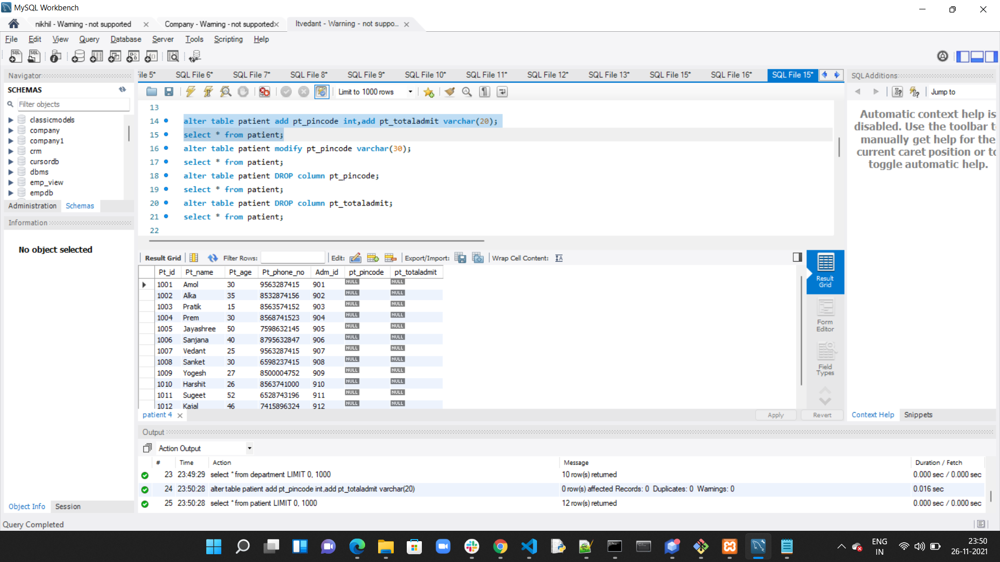 MySQL Workbench
nikhil - Warning - not supported
Company - Warning - not supported
Itvedant - Warning - not suppo...
File Edit View Query Database Server Tools Scripting Help
Navigator
SCHEMAS
Filter objects
classicmodels
company
company1
crm
cursordb
dbms
emp_view
empdb
Administration Schemas
Information
No object selected
Object Info Session
ile 5* SQL File 6* SQL File 7* SQL File 8* SQL File 9* SQL File 10* SQL File 11* SQL File 12* SQL File 13* SQL File 15* SQL File 16* SQL File 15*
Limit to 1000 rows
13
14 alter table patient add pt_pincode int,add pt_totaladmit varchar(20);
15 select * from patient;
16 alter table patient modify pt_pincode varchar(30);
17 select * from patient;
18 alter table patient DROP column pt_pincode;
19 select * from patient;
20 alter table patient DROP column pt_totaladmit;
21 select * from patient;
22
Result Grid Filter Rows: Edit: Export/Import: Wrap Cell Content:
Pt_id Pt_name Pt_age Pt_phone_no Adm_id pt_pincode pt_totaladmit
1001 Amol 30 9563287415 901 NULL NULL
1002 Alka 35 8532874156 902 NULL NULL
1003 Pratik 15 8563574152 903 NULL NULL
1004 Prem 30 8568741523 904 NULL NULL
1005 Jayashree 50 7598632145 905 NULL NULL
1006 Sanjana 40 8795632847 906 NULL NULL
1007 Vedant 25 9563287415 907 NULL NULL
1008 Sanket 30 6598237415 908 NULL NULL
1009 Yogesh 27 8500004752 909 NULL NULL
1010 Harshit 26 8563741000 910 NULL NULL
1011 Sugeet 52 6528743196 911 NULL NULL
1012 Kajal 46 7415896324 912 NULL NULL
Result
Grid
Form
Editor
Field
Types
patient 4
Apply Revert
SQLAdditions
Jump to
Automatic context help is
disabled. Use the toolbar t
manually get help for the
current caret position or to
toggle automatic help.
Context Help Snippets
Output
Action Output
# Time Action Message Duration / Fetch
23 23:49:29 select * from department LIMIT 0, 1000 10 row(s) returned 0.000 sec / 0.000 sec
24 23:50:28 alter table patient add pt_pincode int,add pt_totaladmit varchar(20) 0 row(s) affected Records: 0 Duplicates: 0 Warnings: 0 0.016 sec
25 23:50:28 select * from patient LIMIT 0, 1000 12 row(s) returned 0.000 sec / 0.000 sec
Query Completed
ENG
IN
23:50
26-11-2021